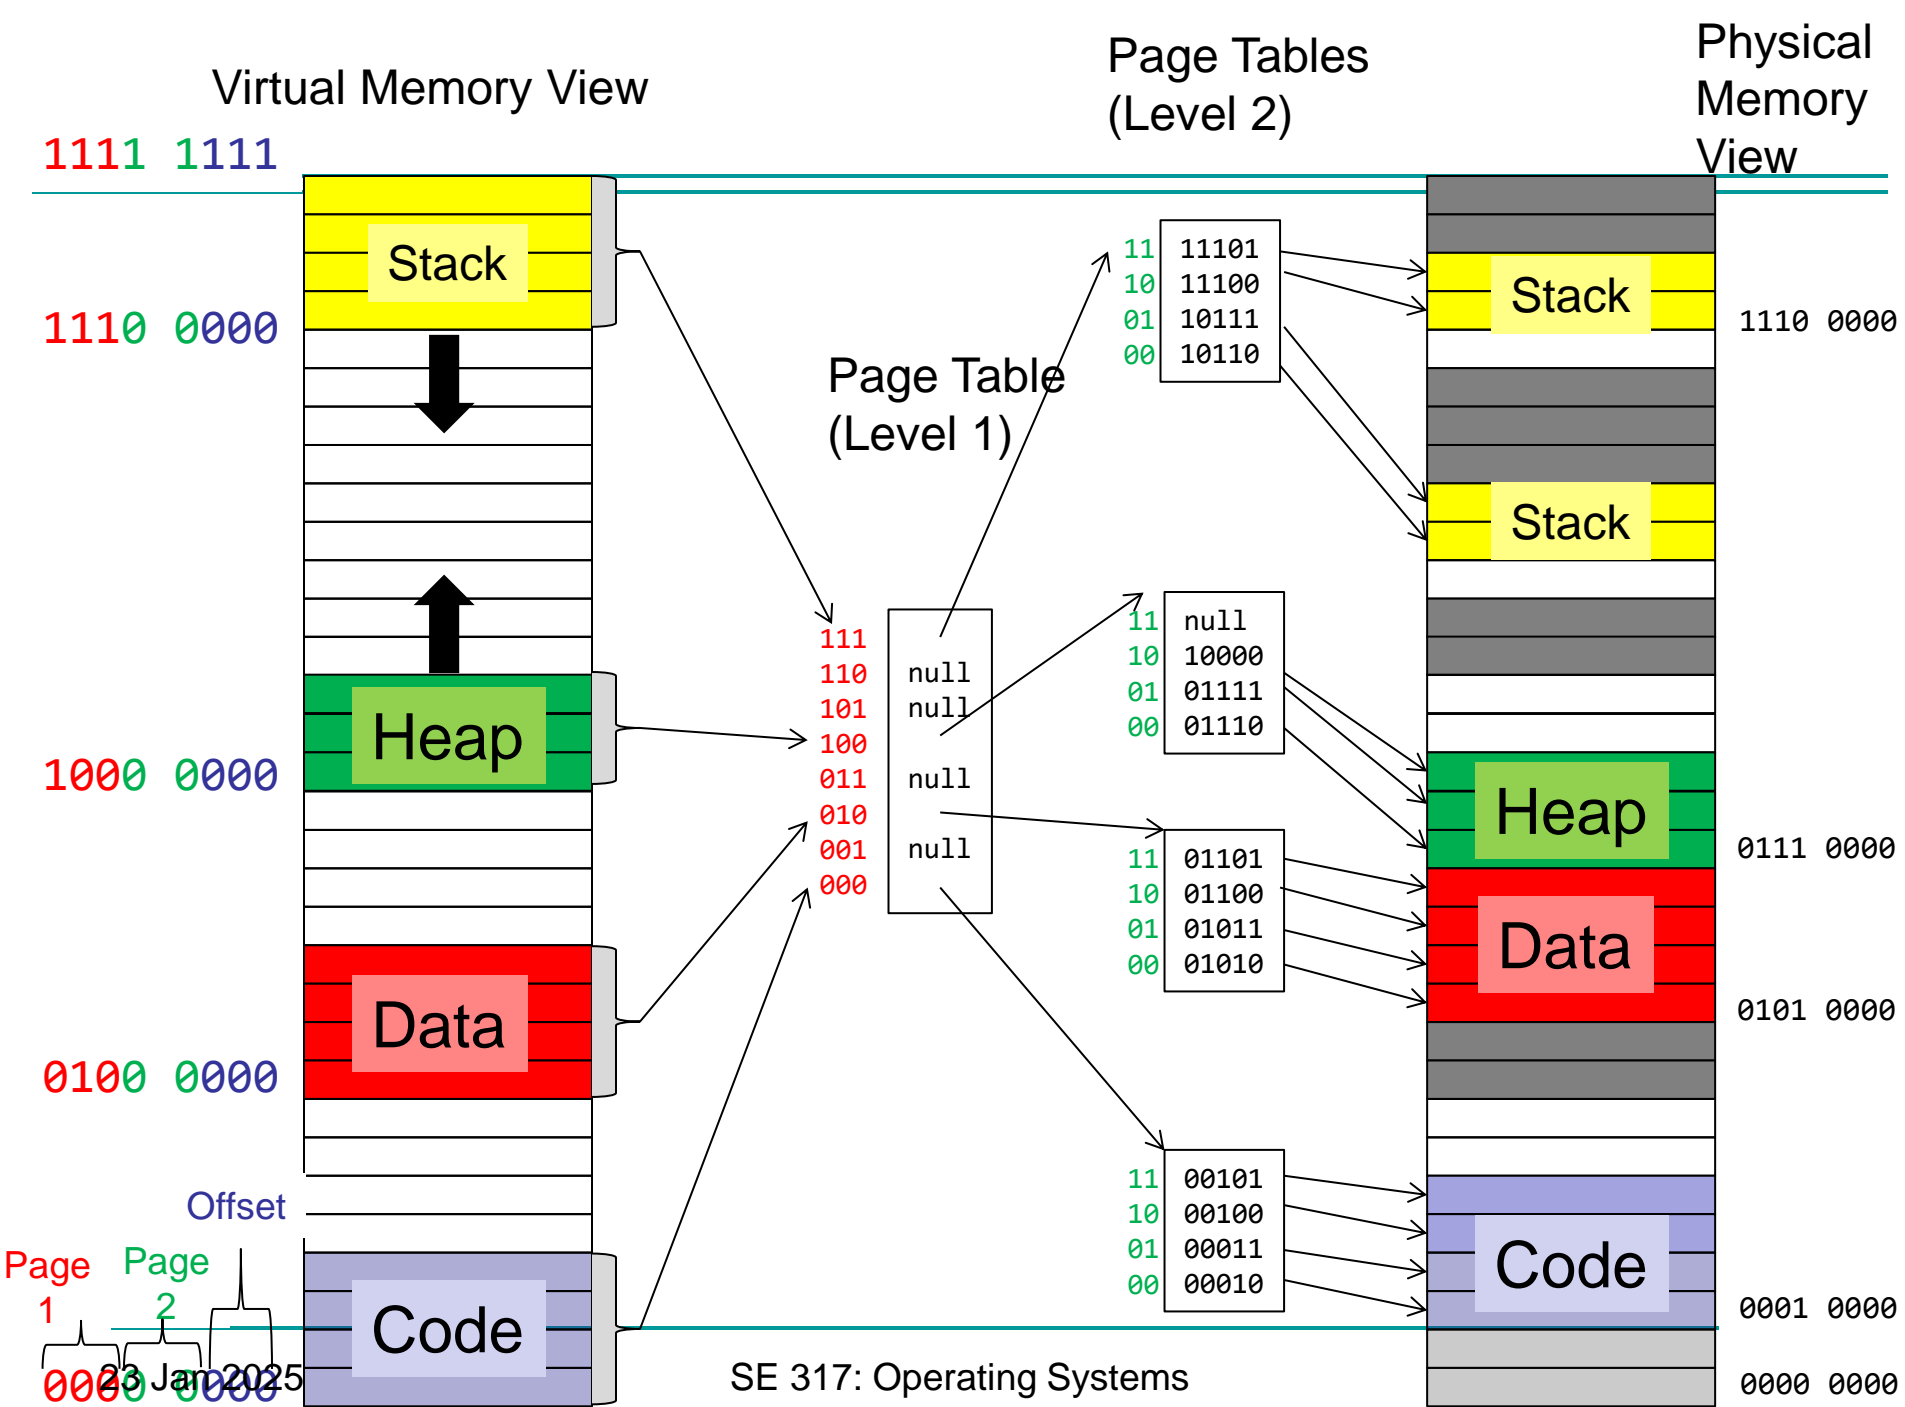 Virtual Memory View
Page Tables
(Level 2)
Physical
Memory
View
1111 1111
Stack
1110 0000
Page Table
(Level 1)
11 11101
10 11100
01 10111
00 10110
Stack
1110 0000
Stack
111
110 null
101 null
100
011 null
010
001 null
000
11 null
10 10000
01 01111
00 01110
Heap
1000 0000
Heap
0111 0000
11 01101
10 01100
01 01011
00 01010
Data
0101 0000
Data
0100 0000
11 00101
10 00100
01 00011
00 00010
Code
0001 0000
0000 0000
Offset
Page
1
Page
2
Code
0000 0000
23 Jan 2025
SE 317: Operating Systems